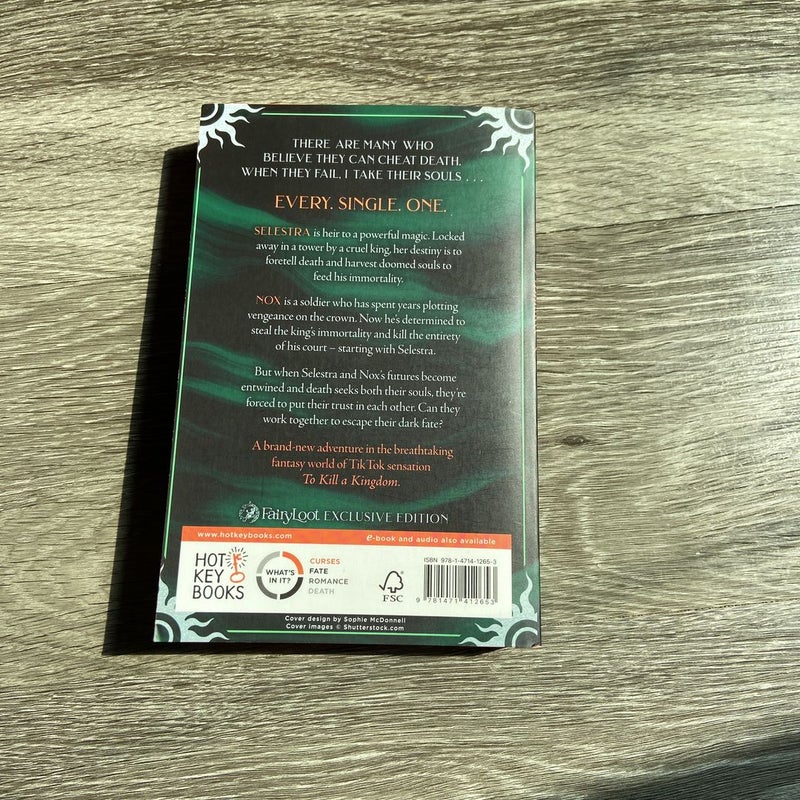 THERE ARE MANY WHO
BELIEVE THEY CAN CHEAT DEATH.
WHEN THEY FAIL, I TAKE THEIR SOULS . . .
EVERY. SINGLE. ONE.
SELESTRA is heir to a powerful magic. Locked
away in a tower by a cruel king, her destiny is to
foretell death and harvest doomed souls to
feed his immortality.
NOX is a soldier who has spent years plotting
vengeance on the crown. Now he's determined to
steal the king's immortality and kill the entirety
of his court – starting with Selestra.
But when Selestra and Nox's futures become
entwined and death seeks both their souls, they're
forced to put their trust in each other. Can they
work together to escape their dark fate?
A brand-new adventure in the breathtaking
fantasy world of TikTok sensation
To Kill a Kingdom.
FairyLoot EXCLUSIVE EDITION
www.hotkeybooks.com
e-book and audio also available
HOT
KEY
BOOKS
WHAT'S
IN IT?
CURSES
FATE
ROMANCE
DEATH
FSC
ISBN 978-1-4714-1265-3
9 781471 412653
Cover design by Sophie McDonnell
Cover images © Shutterstock.com